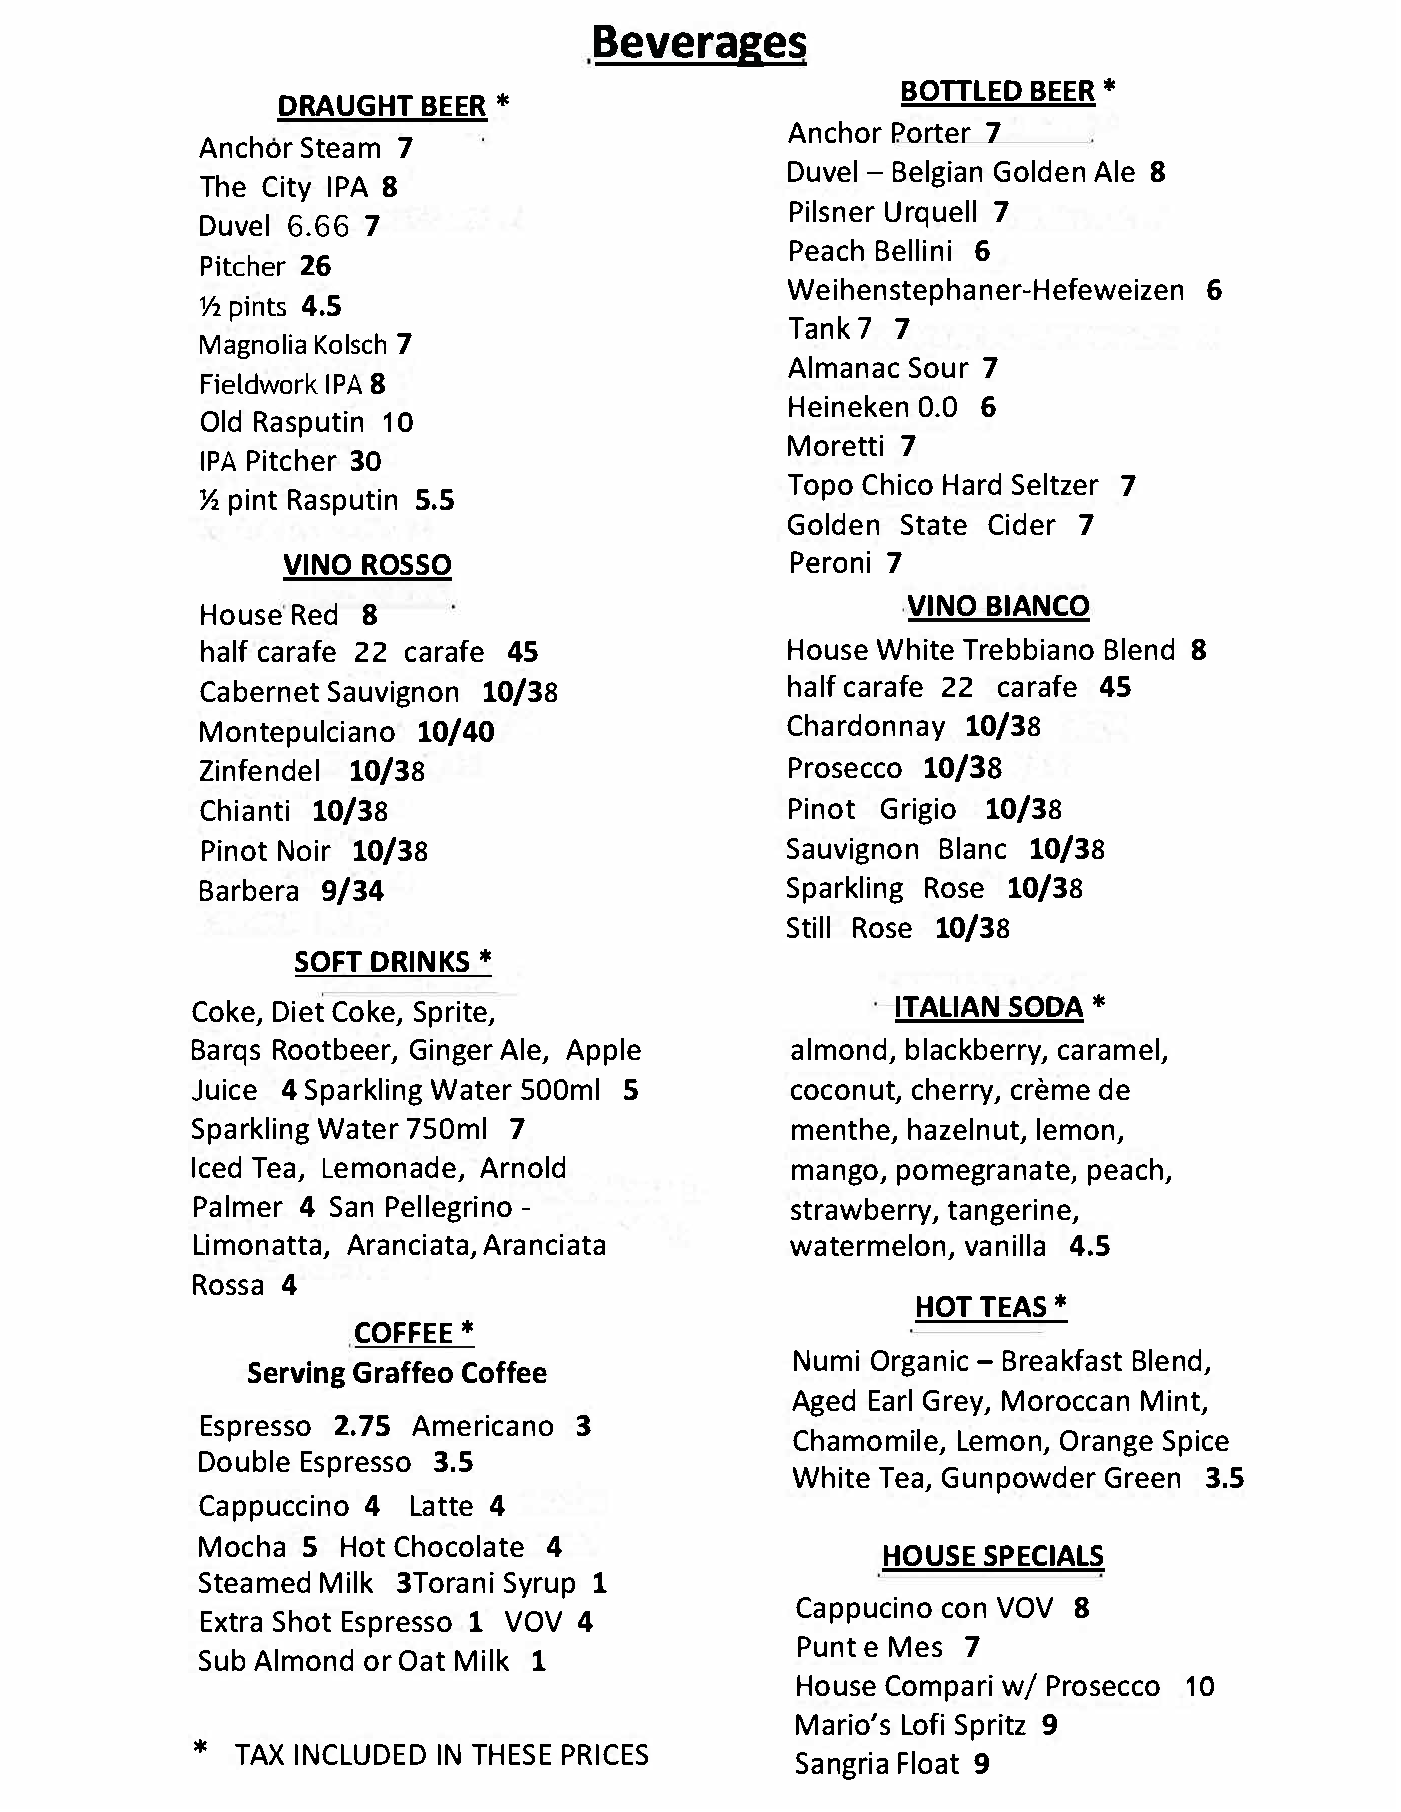 Beverages
DRAUGHT BEER *
Anchor Steam 7
The City IPA 8
Duvel 6.66 7
Pitcher 26
½ pints 4.5
Magnolia Kolsch 7
Fieldwork IPA 8
Old Rasputin 10
IPA Pitcher 30
½ pint Rasputin 5.5
VINO ROSSO
House Red 8
half carafe 22 carafe 45
Cabernet Sauvignon 10/38
Montepulciano 10/40
Zinfendel 10/38
Chianti 10/38
Pinot Noir 10/38
Barbera 9/34
SOFT DRINKS *
Coke, Diet Coke, Sprite,
Barqs Rootbeer, Ginger Ale, Apple
Juice 4 Sparkling Water 500ml 5
Sparkling Water 750ml 7
Iced Tea, Lemonade, Arnold
Palmer 4 San Pellegrino -
Limonatta, Aranciata, Aranciata
Rossa 4
COFFEE *
Serving Graffeo Coffee
Espresso 2.75 Americano 3
Double Espresso 3.5
Cappuccino 4 Latte 4
Mocha 5 Hot Chocolate 4
Steamed Milk 3Torani Syrup 1
Extra Shot Espresso 1 VOV 4
Sub Almond or Oat Milk 1
* TAX INCLUDED IN THESE PRICES
BOTTLED BEER *
Anchor Porter 7
Duvel – Belgian Golden Ale 8
Pilsner Urquell 7
Peach Bellini 6
Weihenstephaner-Hefeweizen 6
Tank 7 7
Almanac Sour 7
Heineken 0.0 6
Moretti 7
Topo Chico Hard Seltzer 7
Golden State Cider 7
Peroni 7
VINO BIANCO
House White Trebbiano Blend 8
half carafe 22 carafe 45
Chardonnay 10/38
Prosecco 10/38
Pinot Grigio 10/38
Sauvignon Blanc 10/38
Sparkling Rose 10/38
Still Rose 10/38
ITALIAN SODA *
almond, blackberry, caramel,
coconut, cherry, crème de
menthe, hazelnut, lemon,
mango, pomegranate, peach,
strawberry, tangerine,
watermelon, vanilla 4.5
HOT TEAS *
Numi Organic – Breakfast Blend,
Aged Earl Grey, Moroccan Mint,
Chamomile, Lemon, Orange Spice
White Tea, Gunpowder Green 3.5
HOUSE SPECIALS
Cappucino con VOV 8
Punt e Mes 7
House Compari w/ Prosecco 10
Mario's Lofi Spritz 9
Sangria Float 9